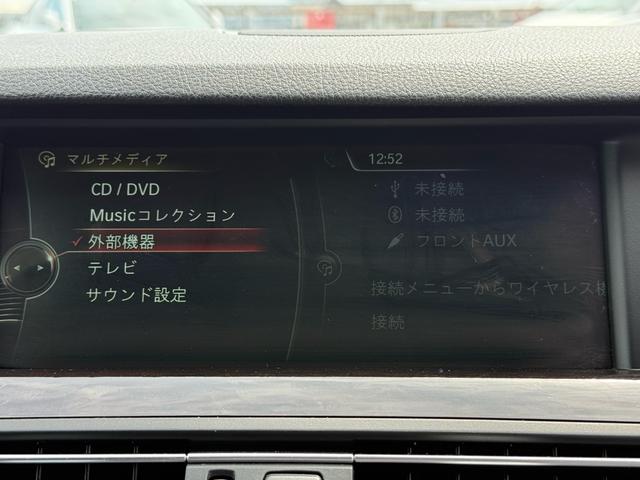 マルチメディア
CD / DVD
Musicコレクション
外部機器
テレビ
サウンド設定
12:52
未接続
未接続
フロントAUX
接続メニューからワイヤレス機
接続